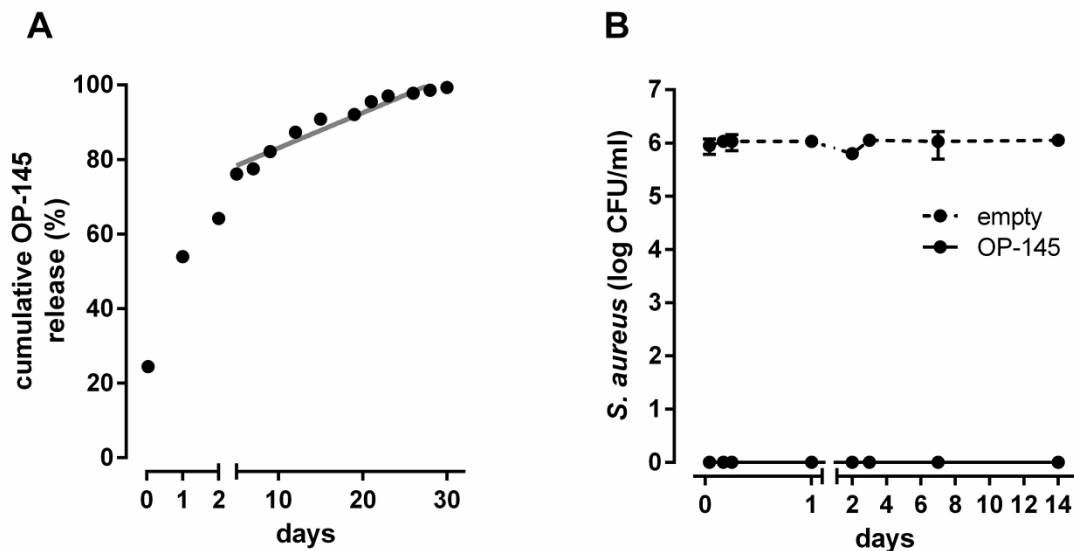 A
cumulative OP-145
release (%)
100
80
60
40
20
0
0 1 2 10 20 30
days
B
S. aureus (log CFU/ml)
7
6
5
4
3
2
1
0
empty
OP-145
0 1 2 4 6 8 10 12 14
days